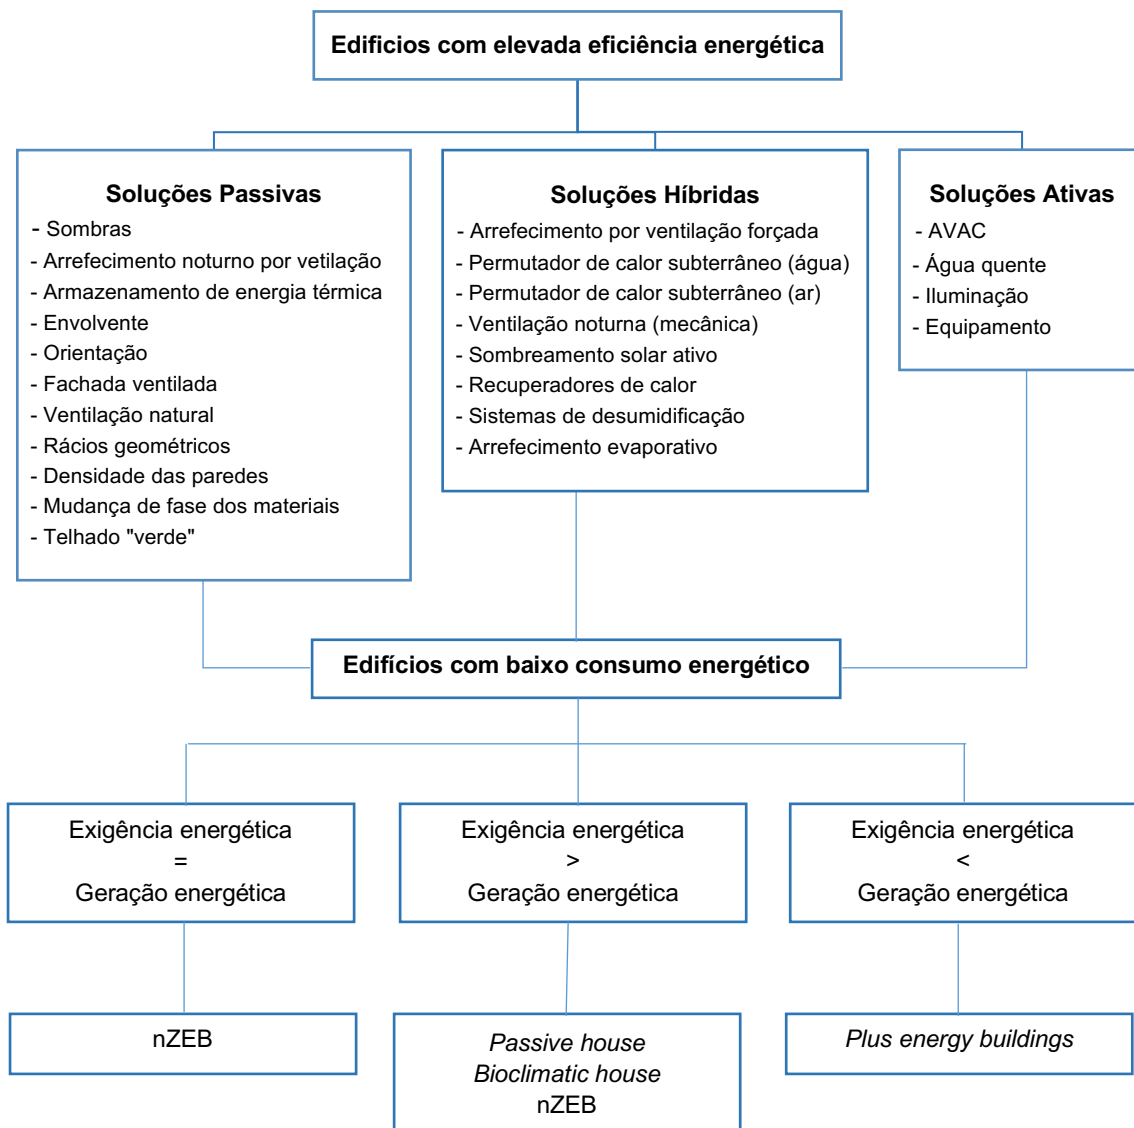 Edificios com elevada eficiência energética
Soluções Passivas
- Sombras
- Arrefecimento noturno por vetilação
- Armazenamento de energia térmica
- Envolvente
- Orientação
- Fachada ventilada
- Ventilação natural
- Rácios geométricos
- Densidade das paredes
- Mudança de fase dos materiais
- Telhado "verde"
Soluções Híbridas
- Arrefecimento por ventilação forçada
- Permutador de calor subterrâneo (água)
- Permutador de calor subterrâneo (ar)
- Ventilação noturna (mecânica)
- Sombreamento solar ativo
- Recuperadores de calor
- Sistemas de desumidificação
- Arrefecimento evaporativo
Soluções Ativas
- AVAC
- Água quente
- Iluminação
- Equipamento
Edifícios com baixo consumo energético
Exigência energética
=
Geração energética
Exigência energética
>
Geração energética
Exigência energética
<
Geração energética
nZEB
Passive house
Bioclimatic house
nZEB
Plus energy buildings